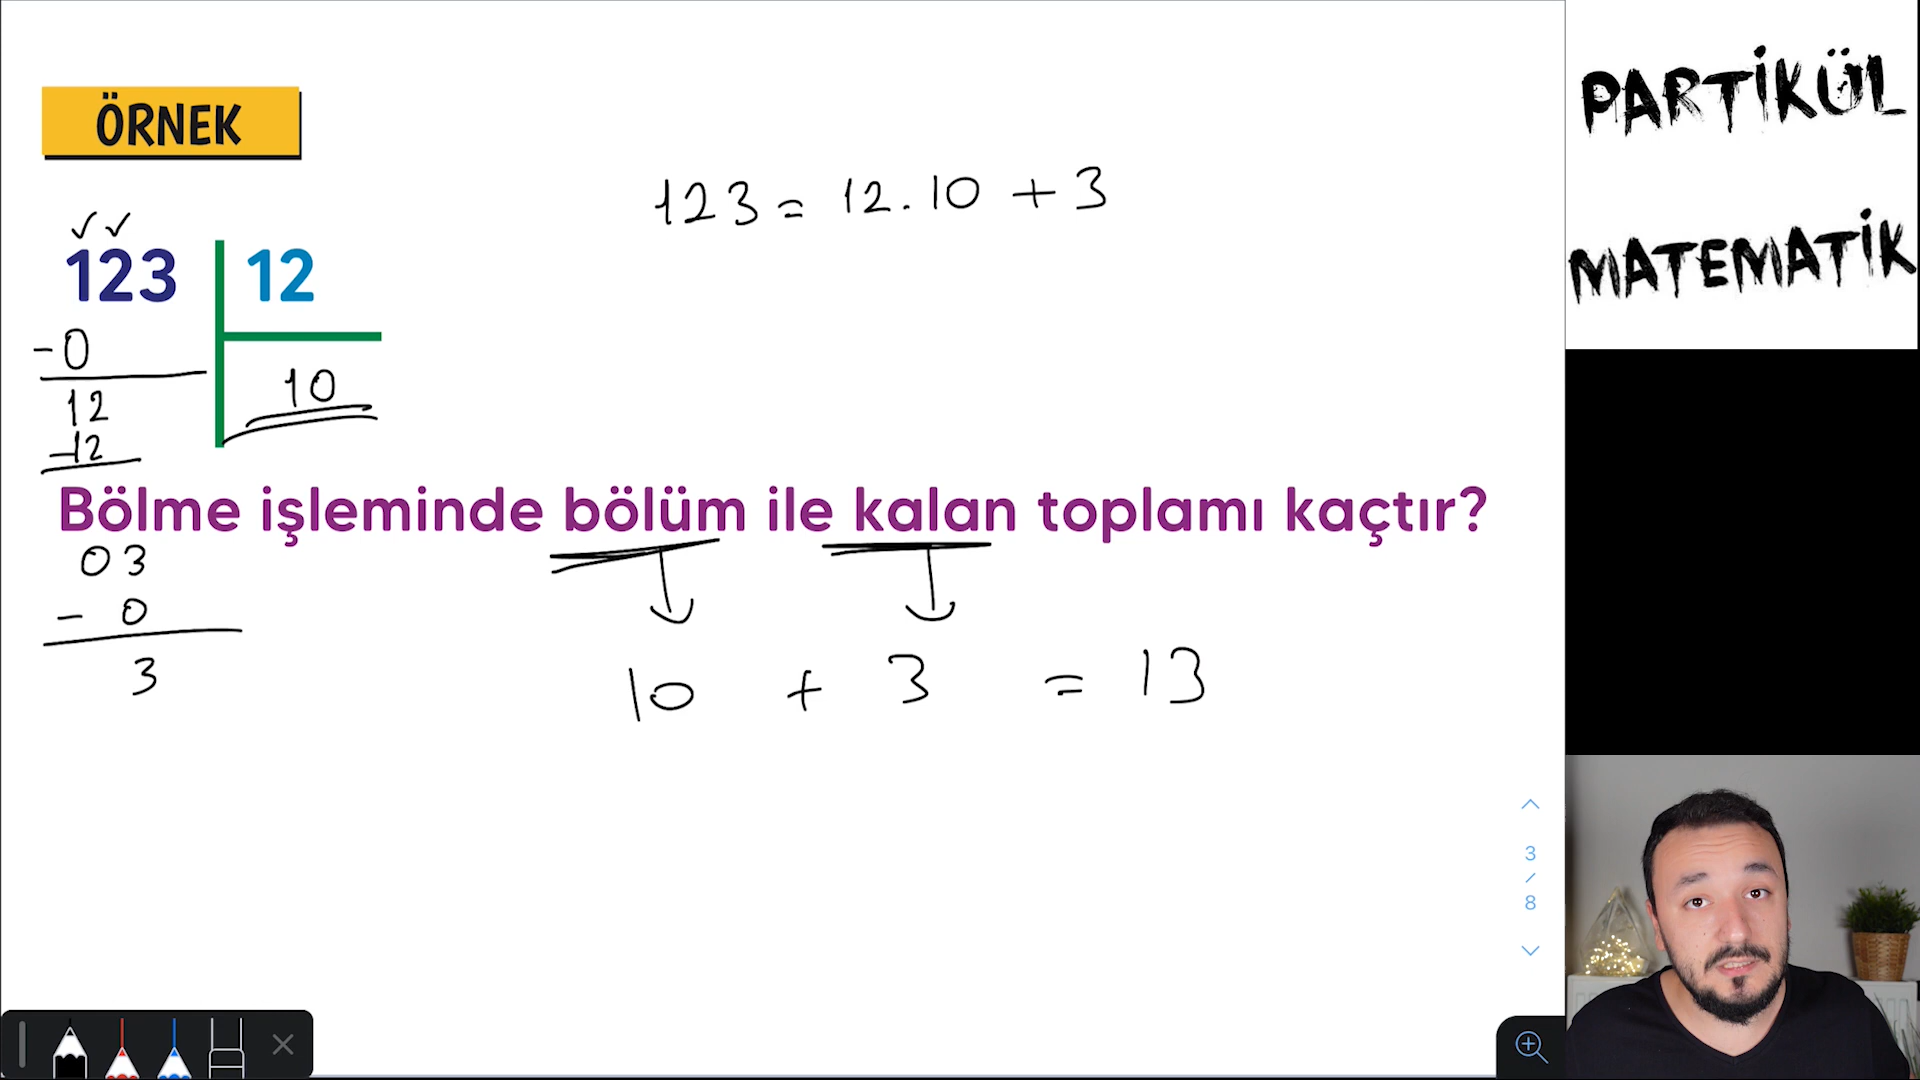 ÖRNEK
123 = 12.10 + 3
✓✓
123 12
-0
10
12
-12
Bölme işleminde bölüm ile kalan toplamı kaçtır?
03
- 0
3
10 + 3 = 13
PARTİKÜL
MATEMATİK
3
/
8